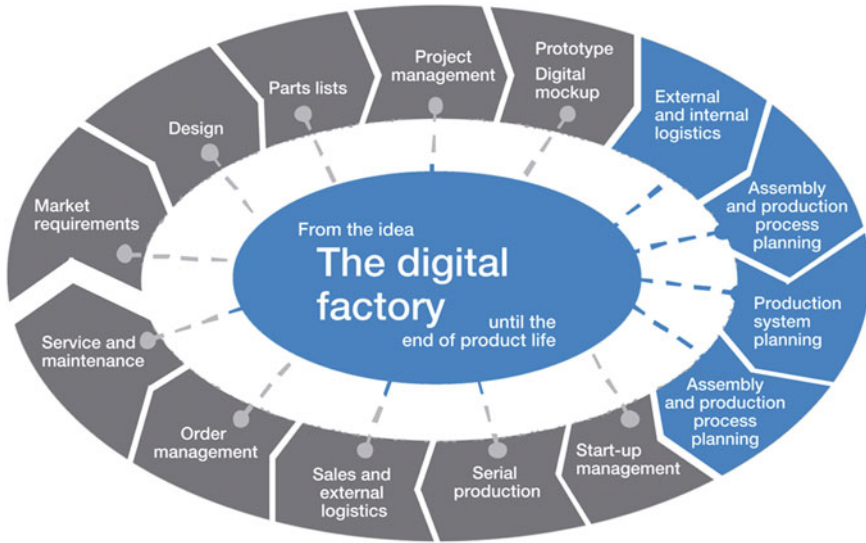 Market
requirements
Design
Parts lists
Project
management
Prototype
Digital
mockup
External
and internal
logistics
Assembly
and production
process
planning
Production
system
planning
Assembly
and production
process
planning
Start-up
management
Serial
production
Sales and
external
logistics
Order
management
Service and
maintenance
From the idea
The digital
factory
until the
end of product life